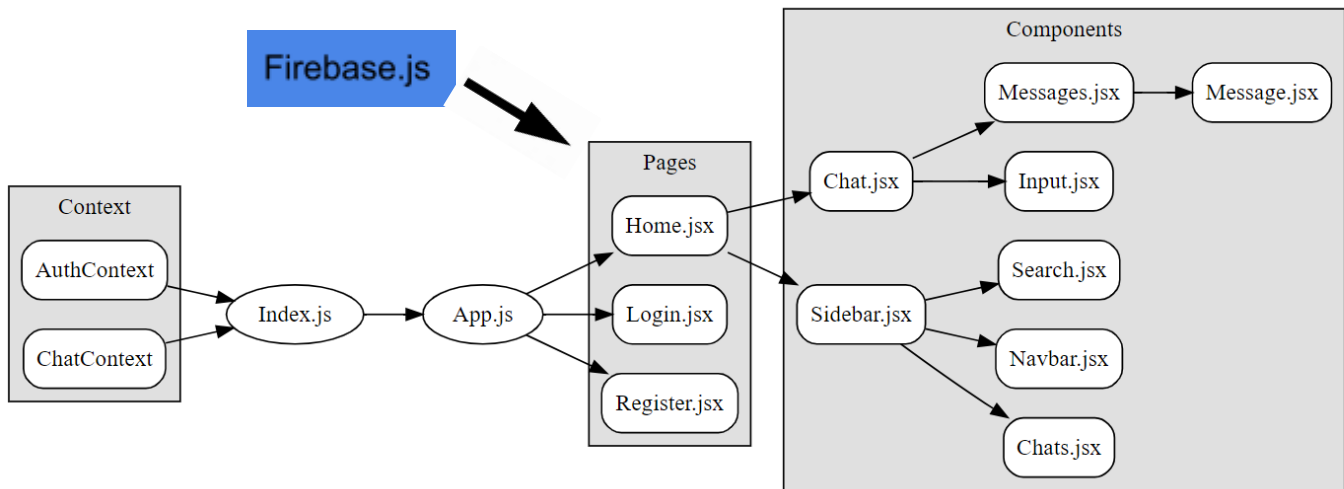 Firebase.js
Context
AuthContext
ChatContext
Index.js
App.js
Pages
Home.jsx
Login.jsx
Register.jsx
Components
Messages.jsx
Message.jsx
Chat.jsx
Input.jsx
Search.jsx
Sidebar.jsx
Navbar.jsx
Chats.jsx